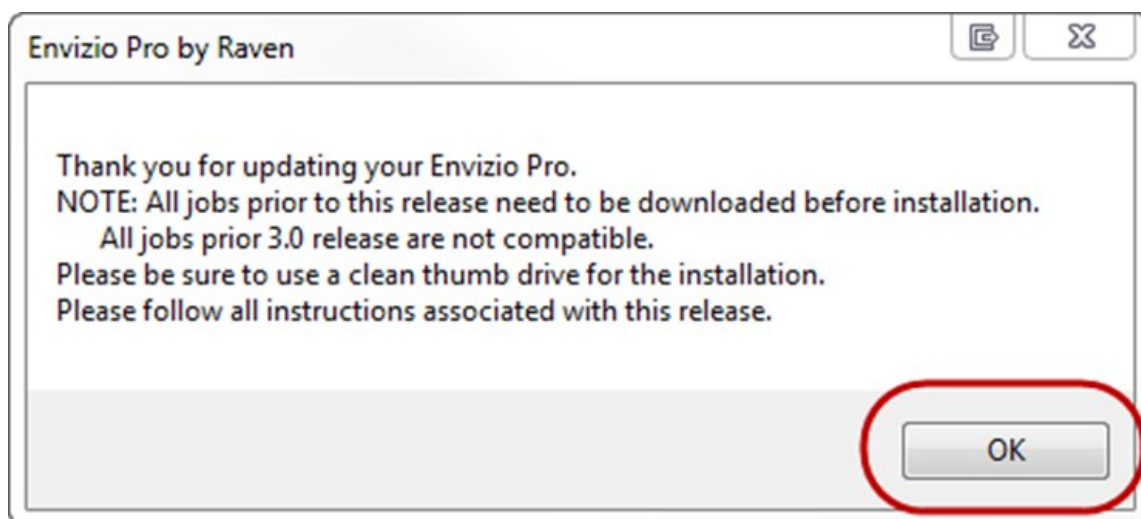 Envizio Pro by Raven
Thank you for updating your Envizio Pro.
NOTE: All jobs prior to this release need to be downloaded before installation.
All jobs prior 3.0 release are not compatible.
Please be sure to use a clean thumb drive for the installation.
Please follow all instructions associated with this release.
OK